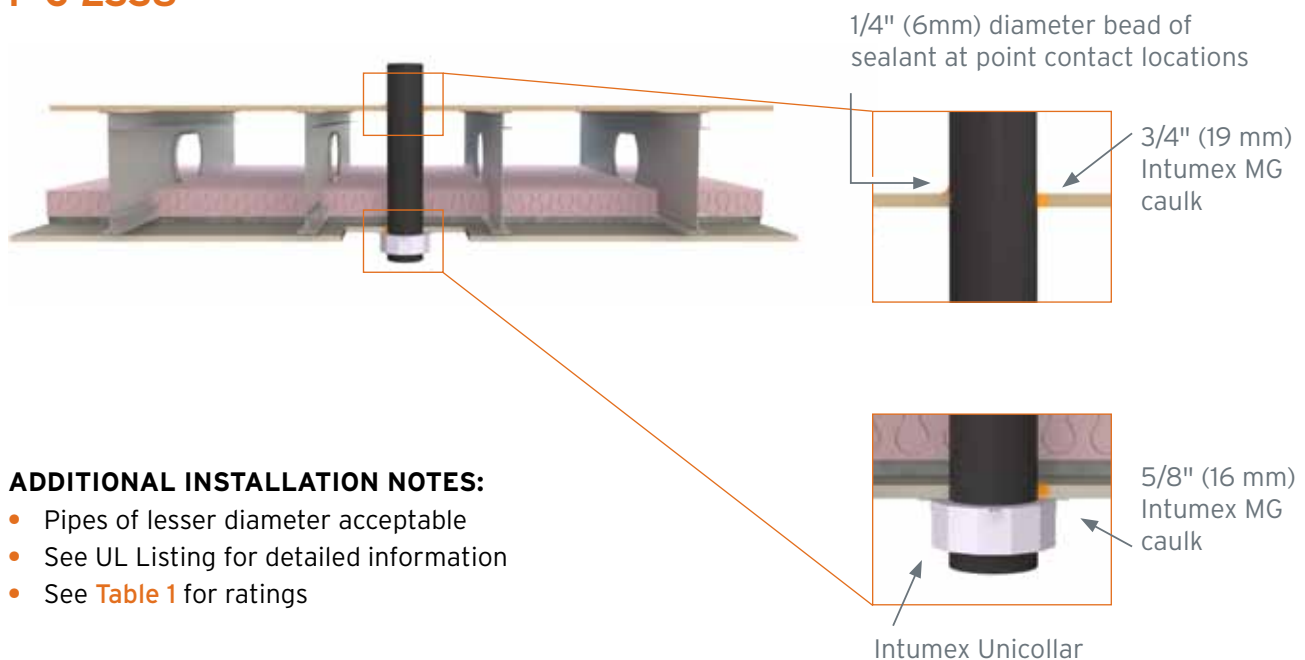 1/4" (6mm) diameter bead of
sealant at point contact locations
3/4" (19 mm)
Intumex MG
caulk
ADDITIONAL INSTALLATION NOTES:
• Pipes of lesser diameter acceptable
• See UL Listing for detailed information
• See Table 1 for ratings
5/8" (16 mm)
Intumex MG
caulk
Intumex Unicollar